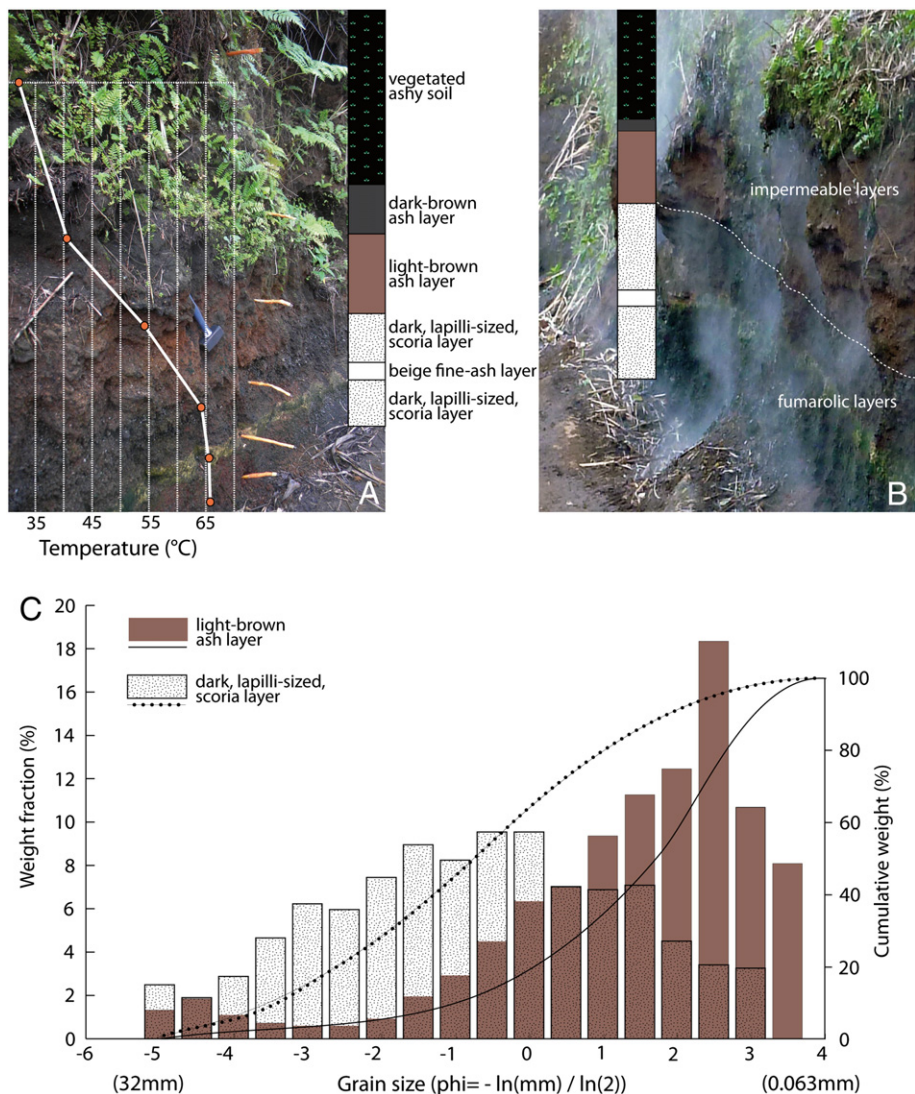 vegetated
ashy soil
dark-brown
ash layer
light-brown
ash layer
dark, lapilli-sized,
scoria layer
beige fine-ash layer
dark, lapilli-sized,
scoria layer
A
35 45 55 65
Temperature (°C)
impermeable layers
fumarolic layers
B
C
light-brown
ash layer
dark, lapilli-sized,
scoria layer
Weight fraction (%)
20
18
16
14
12
10
8
6
4
2
0
Cumulative weight (%)
100
80
60
40
20
0
-6 -5 -4 -3 -2 -1 0 1 2 3 4
(32mm) Grain size (phi= - ln(mm) / ln(2)) (0.063mm)